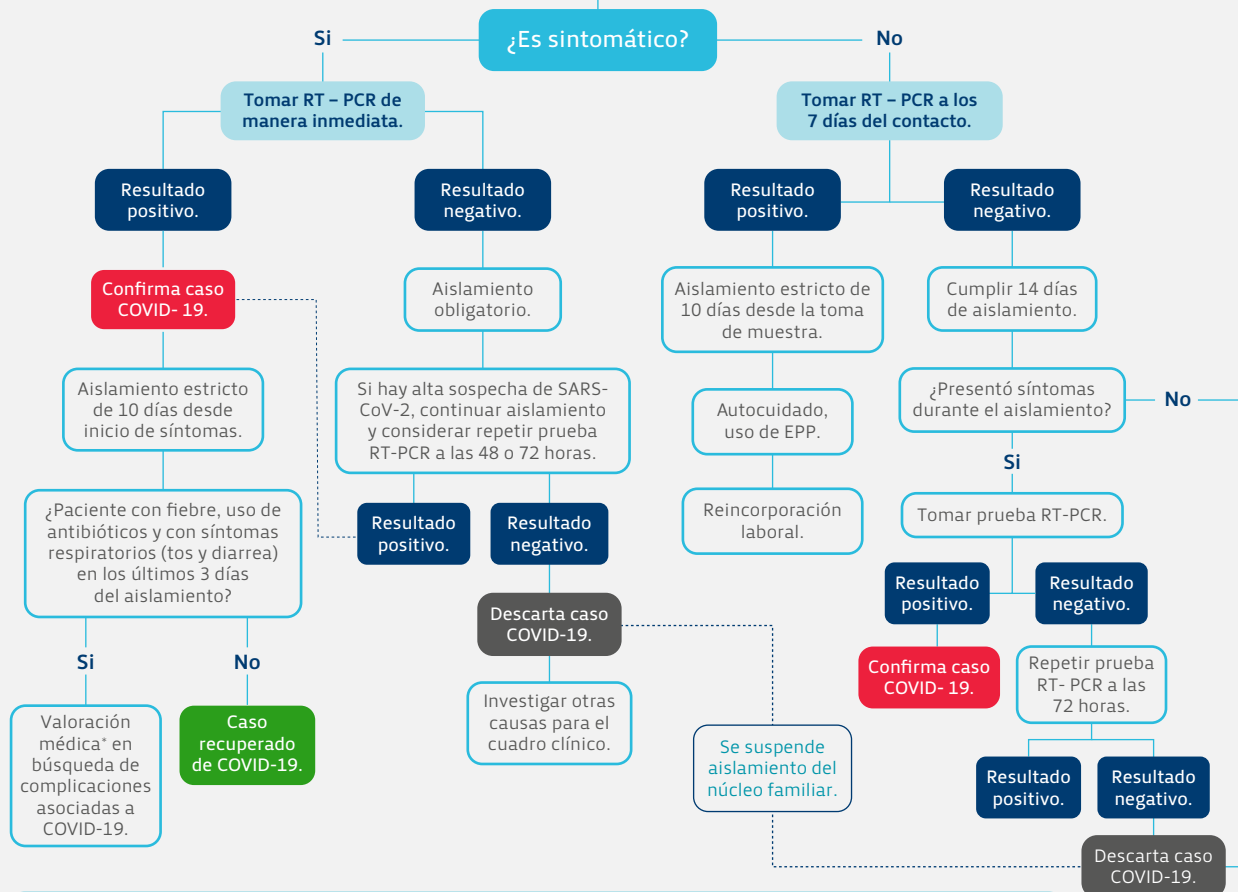 ¿Es sintomático?
Si
No
Tomar RT – PCR de
manera inmediata.
Tomar RT – PCR a los
7 días del contacto.
Resultado
positivo.
Resultado
negativo.
Resultado
positivo.
Resultado
negativo.
Confirma caso
COVID- 19.
Aislamiento
obligatorio.
Aislamiento estricto de
10 días desde la toma
de muestra.
Cumplir 14 días
de aislamiento.
Aislamiento estricto
de 10 días desde
inicio de síntomas.
Si hay alta sospecha de SARS-
CoV-2, continuar aislamiento
y considerar repetir prueba
RT-PCR a las 48 o 72 horas.
Autocuidado,
uso de EPP.
¿Presentó síntomas
durante el aislamiento?
No
Si
¿Paciente con fiebre, uso de
antibióticos y con síntomas
respiratorios (tos y diarrea)
en los últimos 3 días
del aislamiento?
Resultado
positivo.
Resultado
negativo.
Reincorporación
laboral.
Tomar prueba RT-PCR.
Resultado
positivo.
Resultado
negativo.
Descarta caso
COVID-19.
Confirma caso
COVID- 19.
Repetir prueba
RT- PCR a las
72 horas.
Si
No
Valoración
médica* en
búsqueda de
complicaciones
asociadas a
COVID-19.
Caso
recuperado
de COVID-19.
Investigar otras
causas para el
cuadro clínico.
Se suspende
aislamiento del
núcleo familiar.
Resultado
positivo.
Resultado
negativo.
Descarta caso
COVID-19.